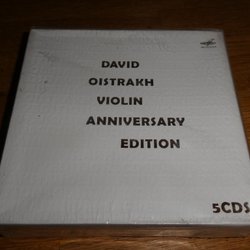 DAVID
OISTRAKH
VIOLIN
ANNIVERSARY
EDITION
5CDS